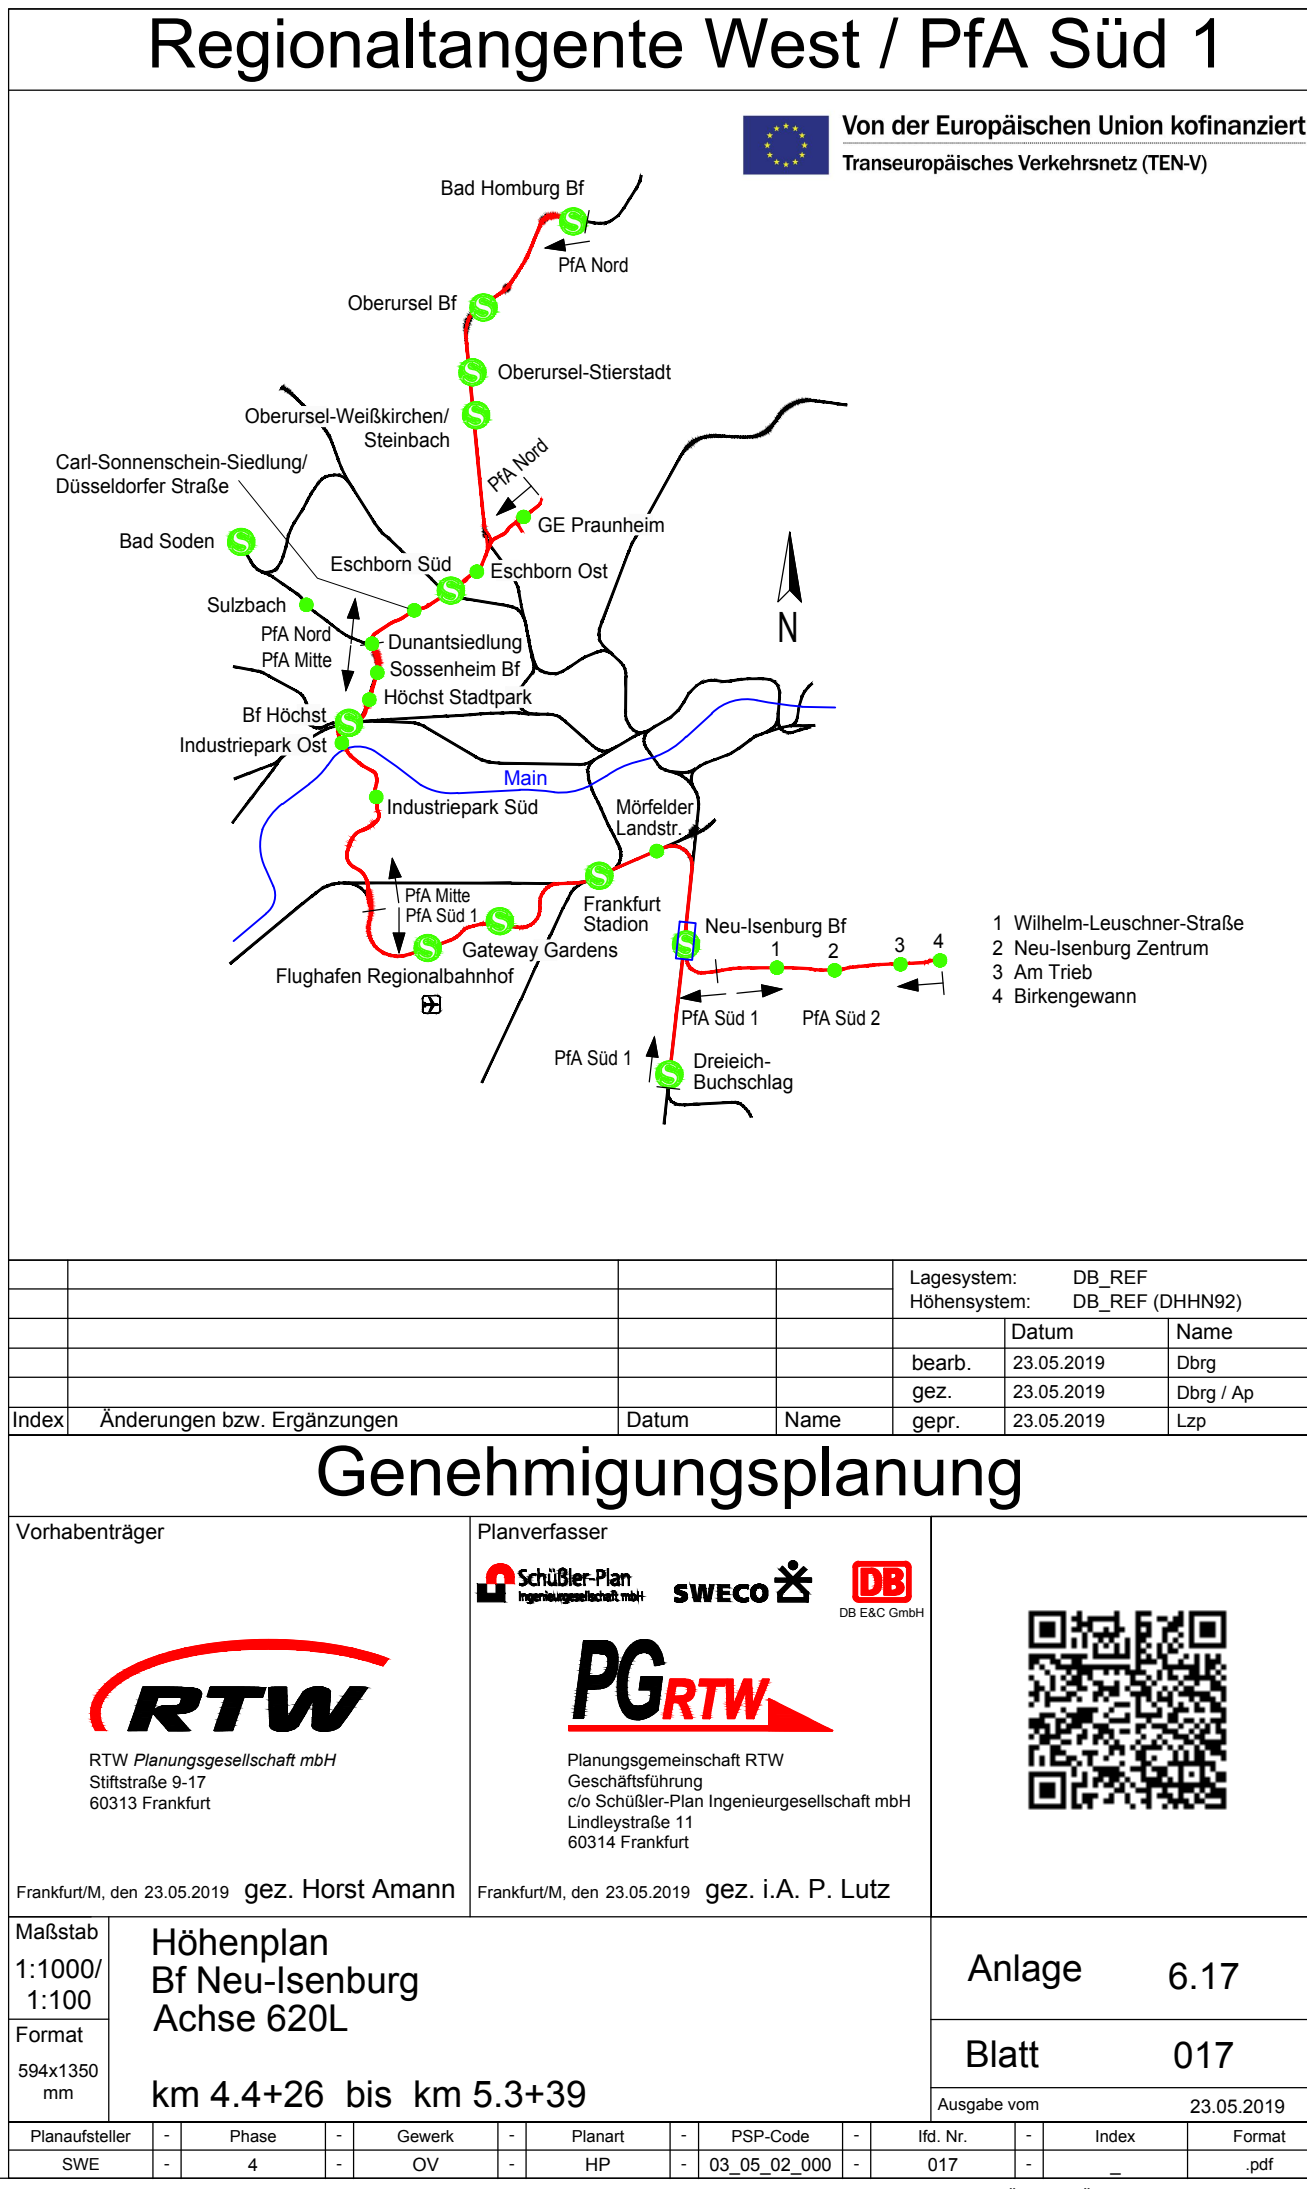 Regionaltangente West / PfA Süd 1
Von der Europäischen Union kofinanziert
Transeuropäisches Verkehrsnetz (TEN-V)
Bad Homburg Bf
PfA Nord
Oberursel Bf
Oberursel-Stierstadt
Oberursel-Weißkirchen/
Steinbach
PfA Nord
Carl-Sonnenschein-Siedlung/
Düsseldorfer Straße
GE Praunheim
Bad Soden
Eschborn Süd
Eschborn Ost
Sulzbach
PfA Nord
PfA Mitte
Dunantsiedlung
Sossenheim Bf
Höchst Stadtpark
Bf Höchst
Industriepark Ost
N
Main
Industriepark Süd
Mörfelder
Landstr.
PfA Mitte
PfA Süd 1
Frankfurt
Stadion
Gateway Gardens
Flughafen Regionalbahnhof
Neu-Isenburg Bf
1 2 3 4
1 Wilhelm-Leuschner-Straße
2 Neu-Isenburg Zentrum
3 Am Trieb
4 Birkengewann
PfA Süd 1 PfA Süd 2
PfA Süd 1
Dreieich-
Buchschlag
Lagesystem: DB_REF
Höhensystem: DB_REF (DHHN92)
Datum Name
bearb. 23.05.2019 Dbrg
gez. 23.05.2019 Dbrg / Ap
Index Änderungen bzw. Ergänzungen Datum Name gepr. 23.05.2019 Lzp
Genehmigungsplanung
Vorhabenträger
RTW
RTW Planungsgesellschaft mbH
Stiftstraße 9-17
60313 Frankfurt
Frankfurt/M, den 23.05.2019 gez. Horst Amann
Planverfasser
Schüßler-Plan
Ingenieurgesellschaft mbH
SWECO
DB
DB E&C GmbH
PG RTW
Planungsgemeinschaft RTW
Geschäftsführung
c/o Schüßler-Plan Ingenieurgesellschaft mbH
Lindleystraße 11
60314 Frankfurt
Frankfurt/M, den 23.05.2019 gez. i.A. P. Lutz
Maßstab
1:1000/
1:100
Format
594x1350
mm
Höhenplan
Bf Neu-Isenburg
Achse 620L
km 4.4+26 bis km 5.3+39
Anlage 6.17
Blatt 017
Ausgabe vom 23.05.2019
Planaufsteller - Phase - Gewerk - Planart - PSP-Code - lfd. Nr. - Index Format
SWE - 4 - OV - HP - 03_05_02_000 - 017 - _ .pdf